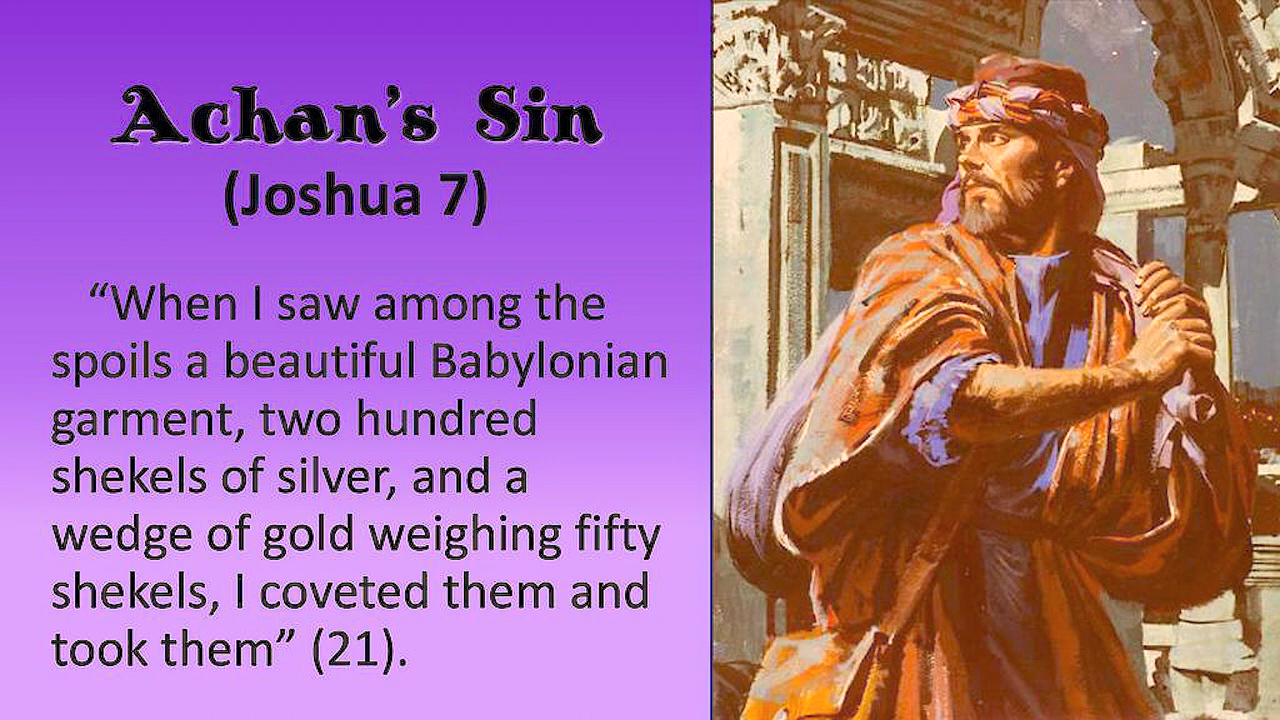 Achan’s Sin
(Joshua 7)
“When I saw among the
spoils a beautiful Babylonian
garment, two hundred
shekels of silver, and a
wedge of gold weighing fifty
shekels, I coveted them and
took them” (21).